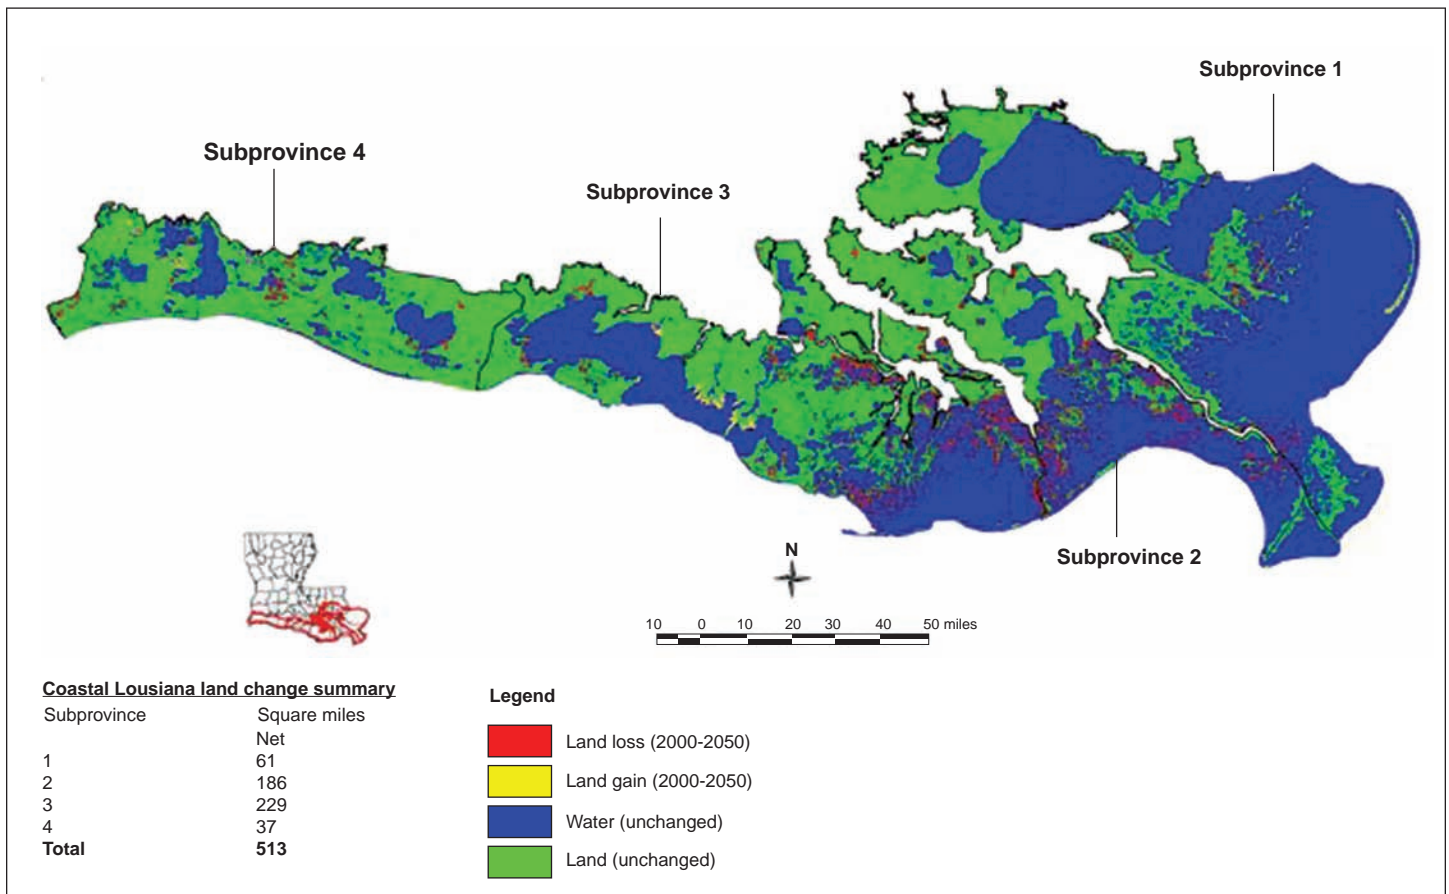 Subprovince 1
Subprovince 4
Subprovince 3
Subprovince 2
N
10 0 10 20 30 40 50 miles
Coastal Lousiana land change summary
Subprovince Square miles
Net
1 61
2 186
3 229
4 37
Total 513
Legend
Land loss (2000-2050)
Land gain (2000-2050)
Water (unchanged)
Land (unchanged)